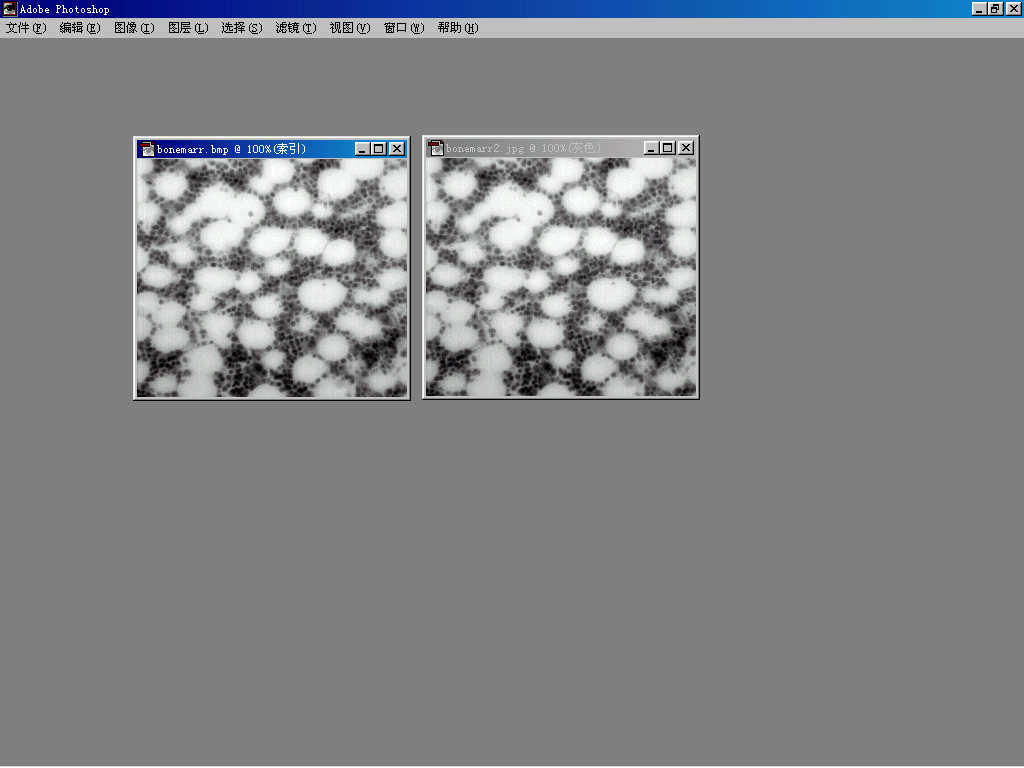 Adobe Photoshop
文件(F) 编辑(E) 图像(I) 图层(L) 选择(S) 滤镜(T) 视图(V) 窗口(W) 帮助(H)
bonemarr.bmp @ 100%(索引)
bonemarr2.jpg @ 100%(灰色)